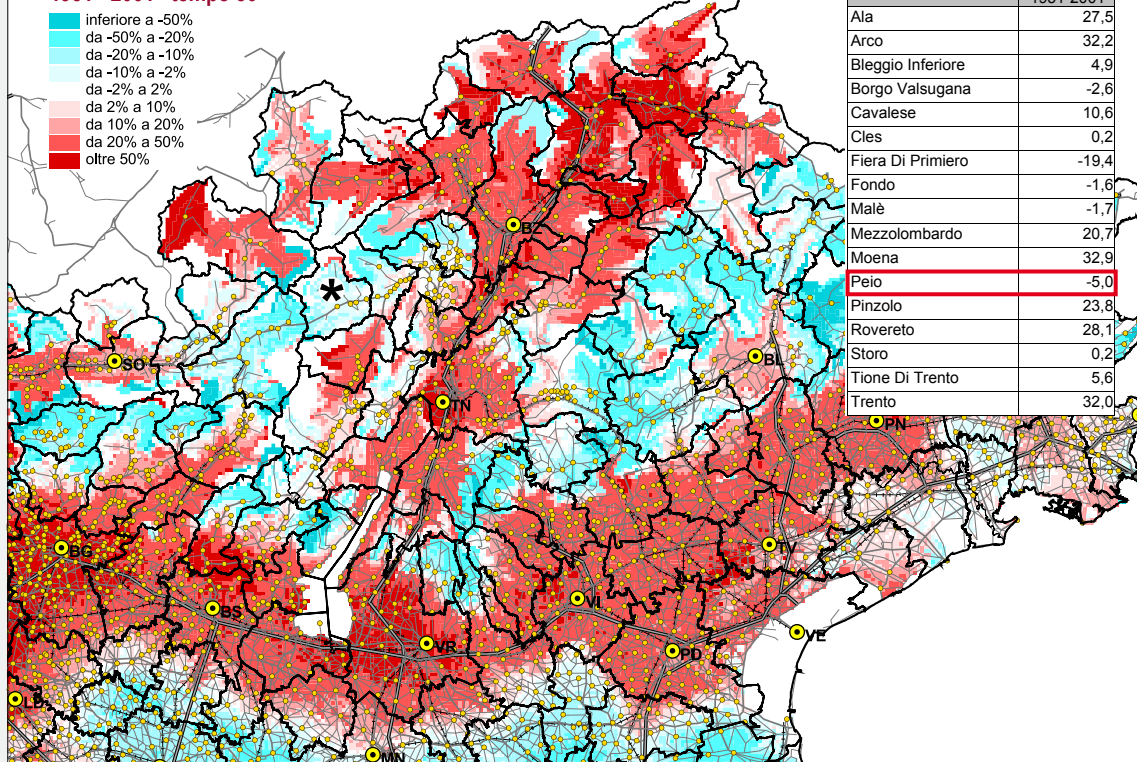 inferiore a -50%
da -50% a -20%
da -20% a -10%
da -10% a -2%
da -2% a 2%
da 2% a 10%
da 10% a 20%
da 20% a 50%
oltre 50%
Ala 27,5
Arco 32,2
Bleggio Inferiore 4,9
Borgo Valsugana -2,6
Cavalese 10,6
Cles 0,2
Fiera Di Primiero -19,4
Fondo -1,6
Malè -1,7
Mezzolombardo 20,7
Moena 32,9
Peio -5,0
Pinzolo 23,8
Rovereto 28,1
Storo 0,2
Tione Di Trento 5,6
Trento 32,0
BZ
*
SO
BL
TN
PN
BG
TV
BS
VI
VE
VR
PD
LD
MN